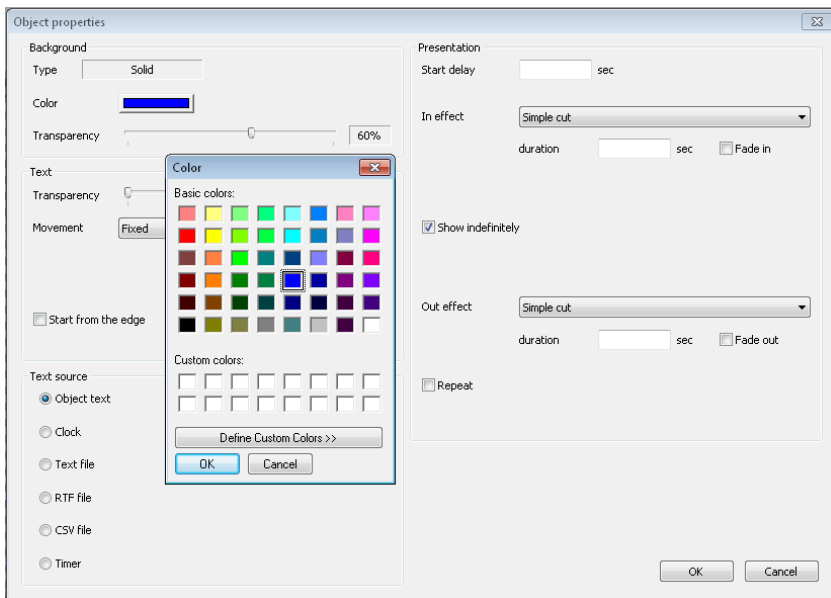 Object properties
Background
Type Solid
Color
Transparency 60%
Text
Transparency
Movement Fixed
Start from the edge
Text source
Object text
Clock
Text file
RTF file
CSV file
Timer
Color
Basic colors:
Custom colors:
Define Custom Colors >>
OK Cancel
Presentation
Start delay sec
In effect Simple cut
duration sec Fade in
Show indefinitely
Out effect Simple cut
duration sec Fade out
Repeat
OK Cancel